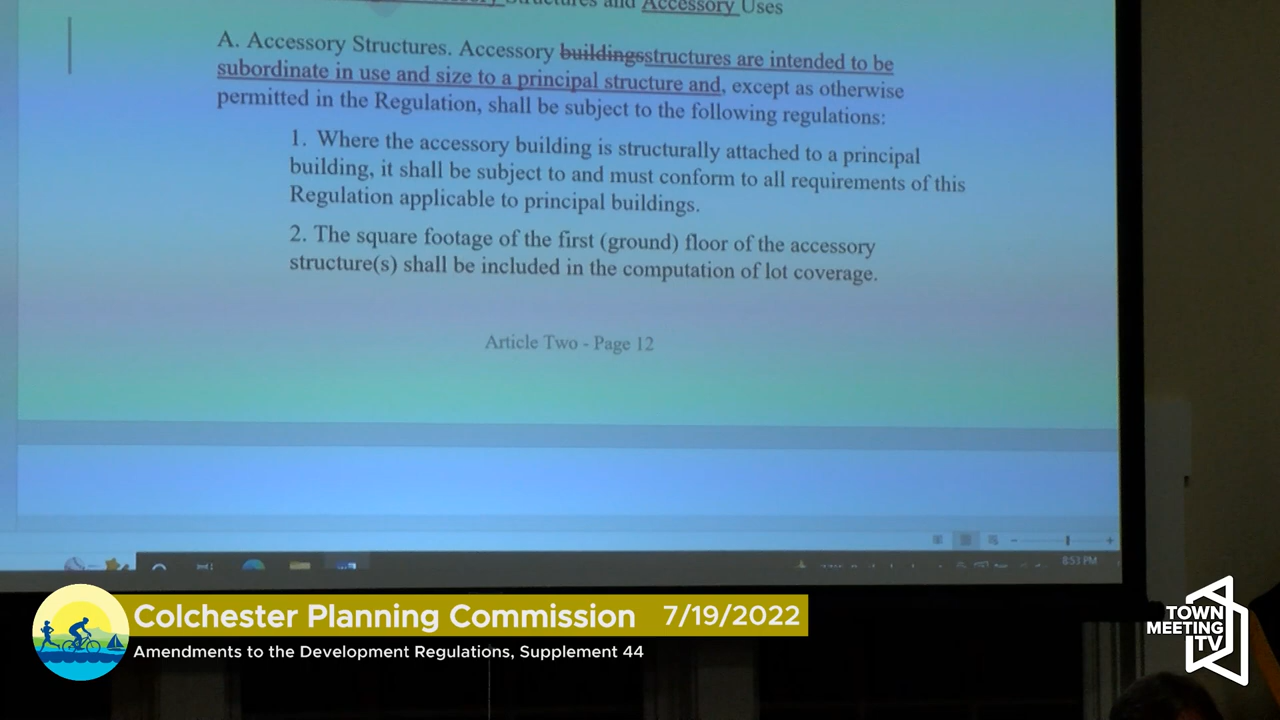 Structures and Accessory Uses
A. Accessory Structures. Accessory buildingsstructures are intended to be
subordinate in use and size to a principal structure and, except as otherwise
permitted in the Regulation, shall be subject to the following regulations:
1. Where the accessory building is structurally attached to a principal
building, it shall be subject to and must conform to all requirements of this
Regulation applicable to principal buildings.
2. The square footage of the first (ground) floor of the accessory
structure(s) shall be included in the computation of lot coverage.
Article Two - Page 12
8:53 PM
Colchester Planning Commission 7/19/2022
Amendments to the Development Regulations, Supplement 44
TOWN
MEETING
TV